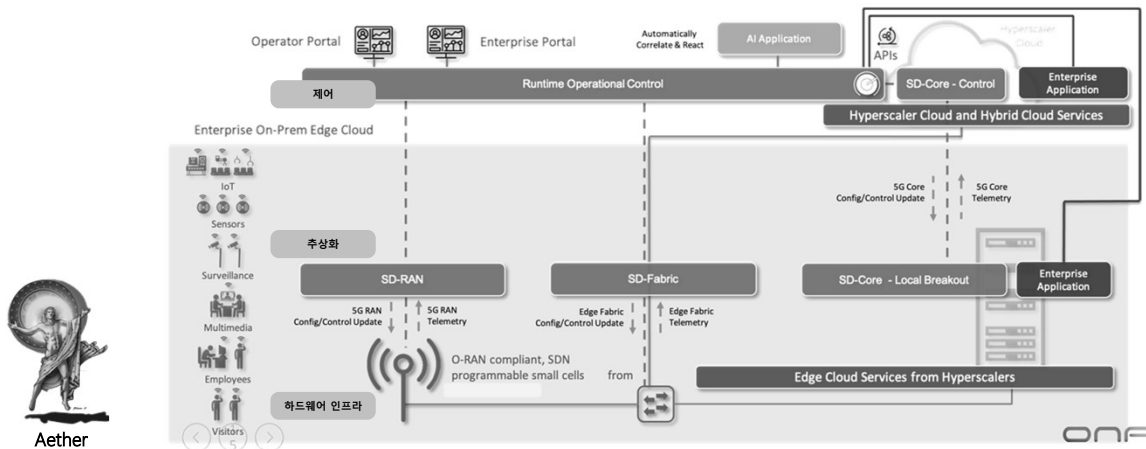 Operator Portal
Enterprise Portal
Automatically
Correlate & React
AI Application
APIs
Hyperscaler
Cloud
Runtime Operational Control
SD-Core - Control
Enterprise
Application
제어
Hyperscaler Cloud and Hybrid Cloud Services
Enterprise On-Prem Edge Cloud
IoT
Sensors
Surveillance
Multimedia
Employees
Visitors
5G Core
Config/Control Update
5G Core
Telemetry
추상화
SD-RAN
SD-Fabric
SD-Core - Local Breakout
Enterprise
Application
5G RAN
Config/Control Update
5G RAN
Telemetry
Edge Fabric
Config/Control Update
Edge Fabric
Telemetry
O-RAN compliant, SDN
programmable small cells from
Edge Cloud Services from Hyperscalers
하드웨어 인프라
5
Aether